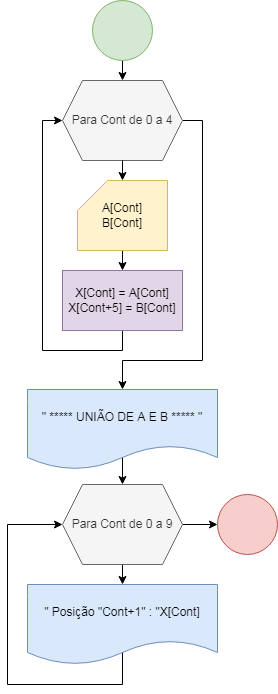 Para Cont de 0 a 4
A[Cont]
B[Cont]
X[Cont] = A[Cont]
X[Cont+5] = B[Cont]
" ***** UNIÃO DE A E B ***** "
Para Cont de 0 a 9
" Posição "Cont+1" : "X[Cont]